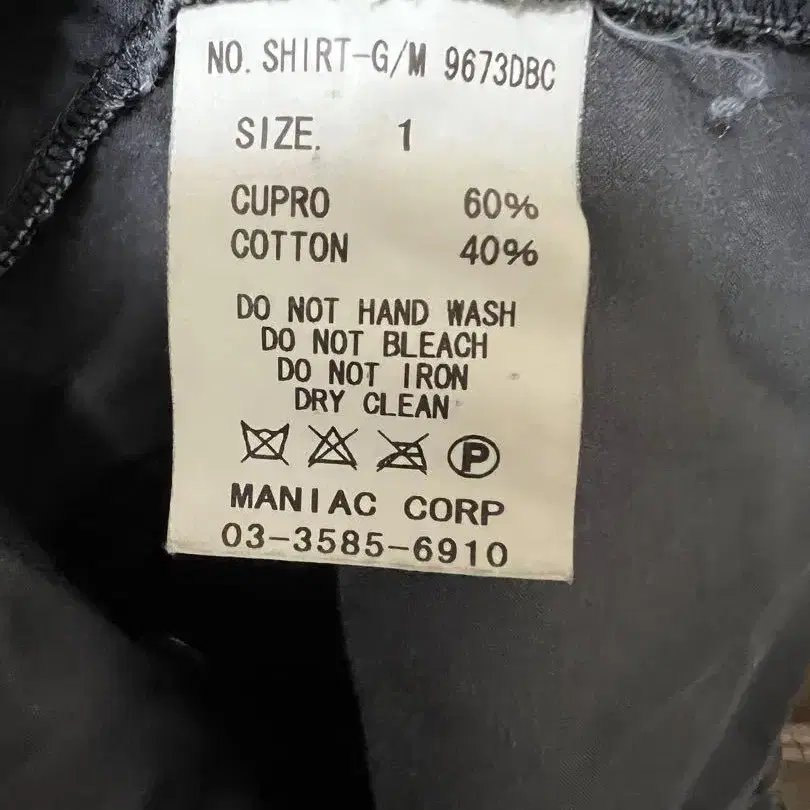 NO. SHIRT-G/M 9673DBC
SIZE. 1
CUPRO 60%
COTTON 40%
DO NOT HAND WASH
DO NOT BLEACH
DO NOT IRON
DRY CLEAN
P
MANIAC CORP
03-3585-6910